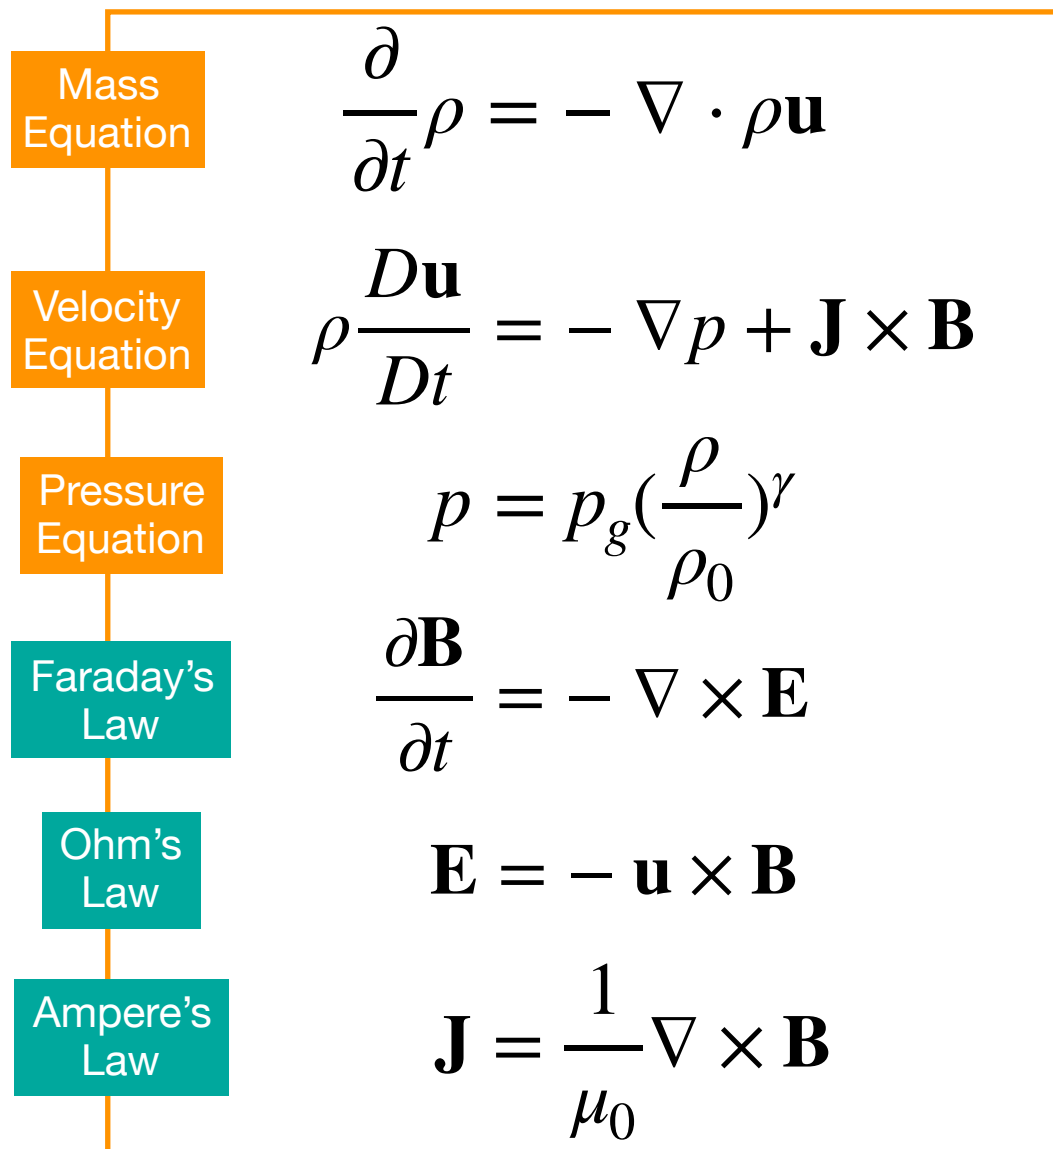 Mass
Equation
∂/∂t ρ = − ∇ · ρu
Velocity
Equation
ρ Du/Dt = − ∇p + J × B
Pressure
Equation
p = p_g(ρ/ρ_0)^γ
Faraday’s
Law
∂B/∂t = − ∇ × E
Ohm’s
Law
E = − u × B
Ampere’s
Law
J = 1/μ_0 ∇ × B